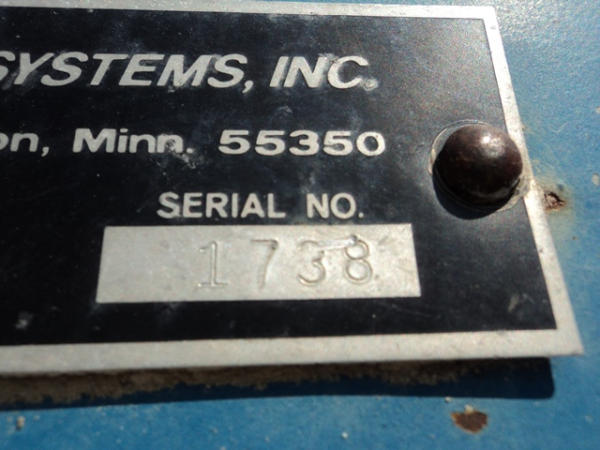 SYSTEMS, INC.
on, Minn. 55350
SERIAL NO.
1738